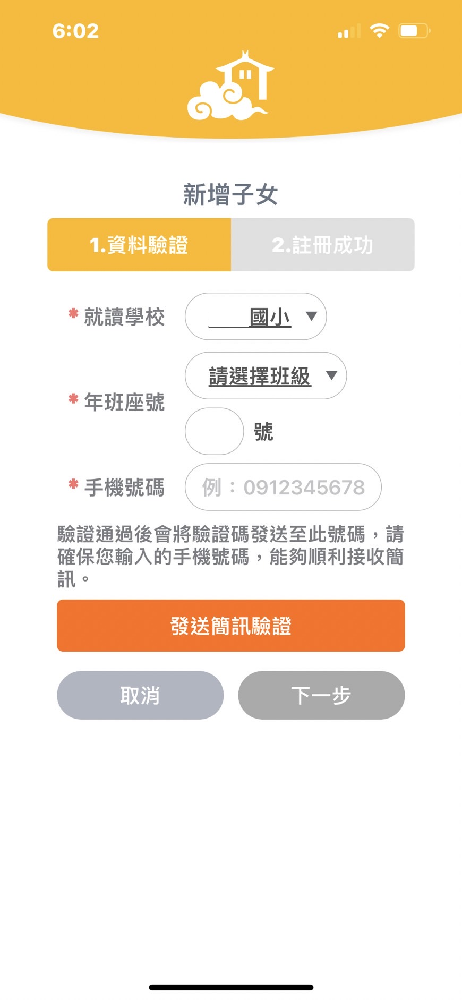 6:02
新增子女
1.資料驗證
2.註冊成功
* 就讀學校
國小 ▼
請選擇班級 ▼
* 年班座號
號
* 手機號碼
例：0912345678
驗證通過後會將驗證碼發送至此號碼，請
確保您輸入的手機號碼，能夠順利接收簡
訊。
發送簡訊驗證
取消
下一步